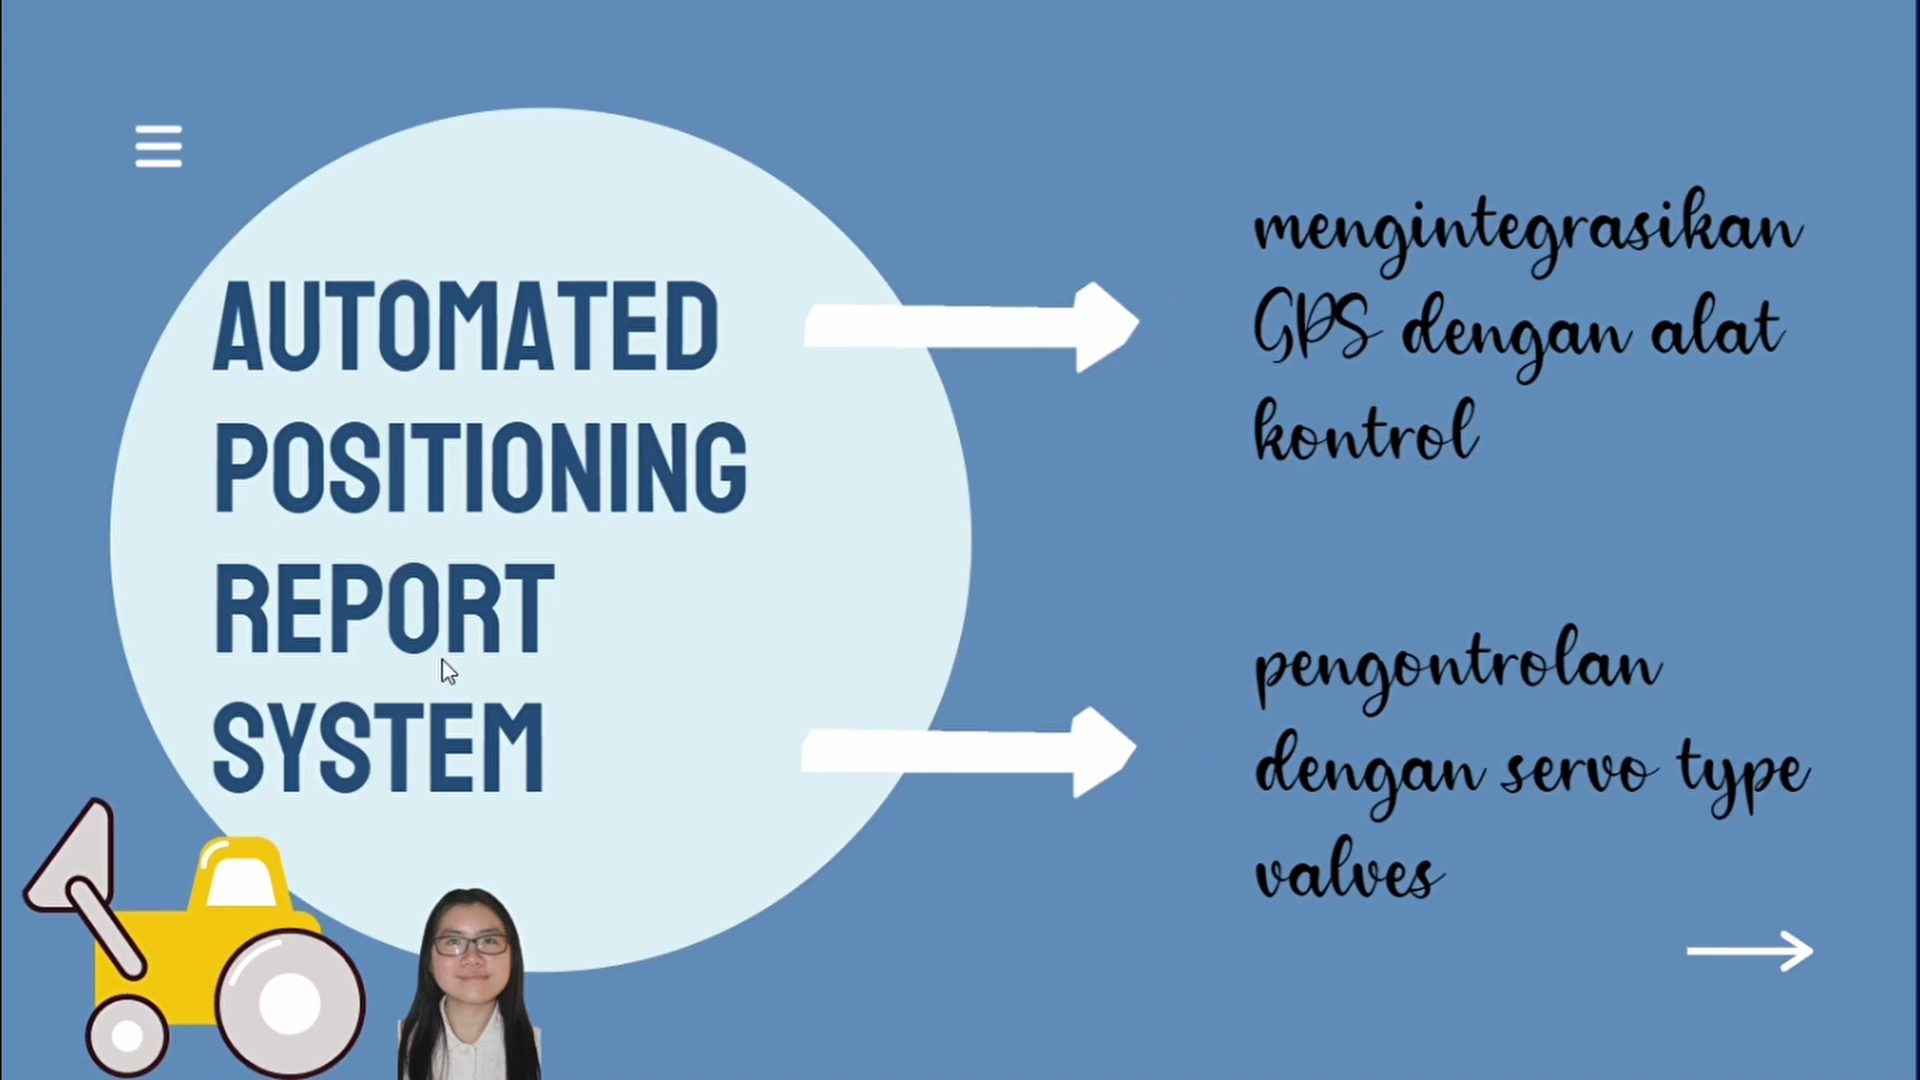 AUTOMATED
POSITIONING
REPORT
SYSTEM
mengintegrasikan
GPS dengan alat
kontrol
pengontrolan
dengan servo type
valves